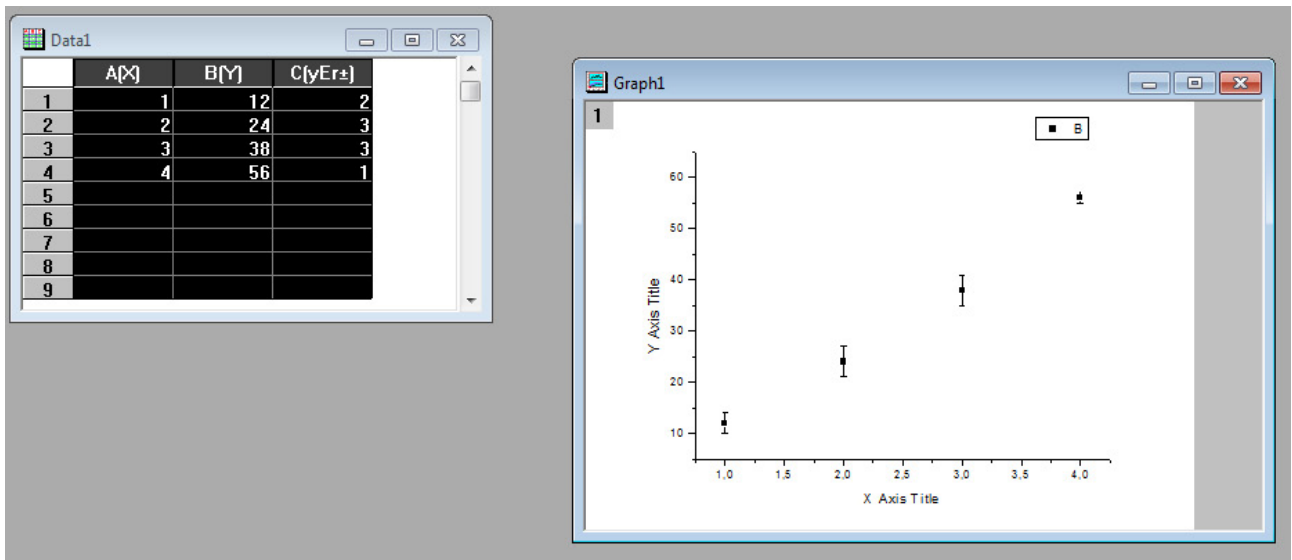 Data1
A(X) B(Y) C(yEr±)
1 1 12 2
2 2 24 3
3 3 38 3
4 4 56 1
5
6
7
8
9
Graph1
1
B
60
50
40
30
20
10
Y Axis Title
1,0 1,5 2,0 2,5 3,0 3,5 4,0
X Axis Title